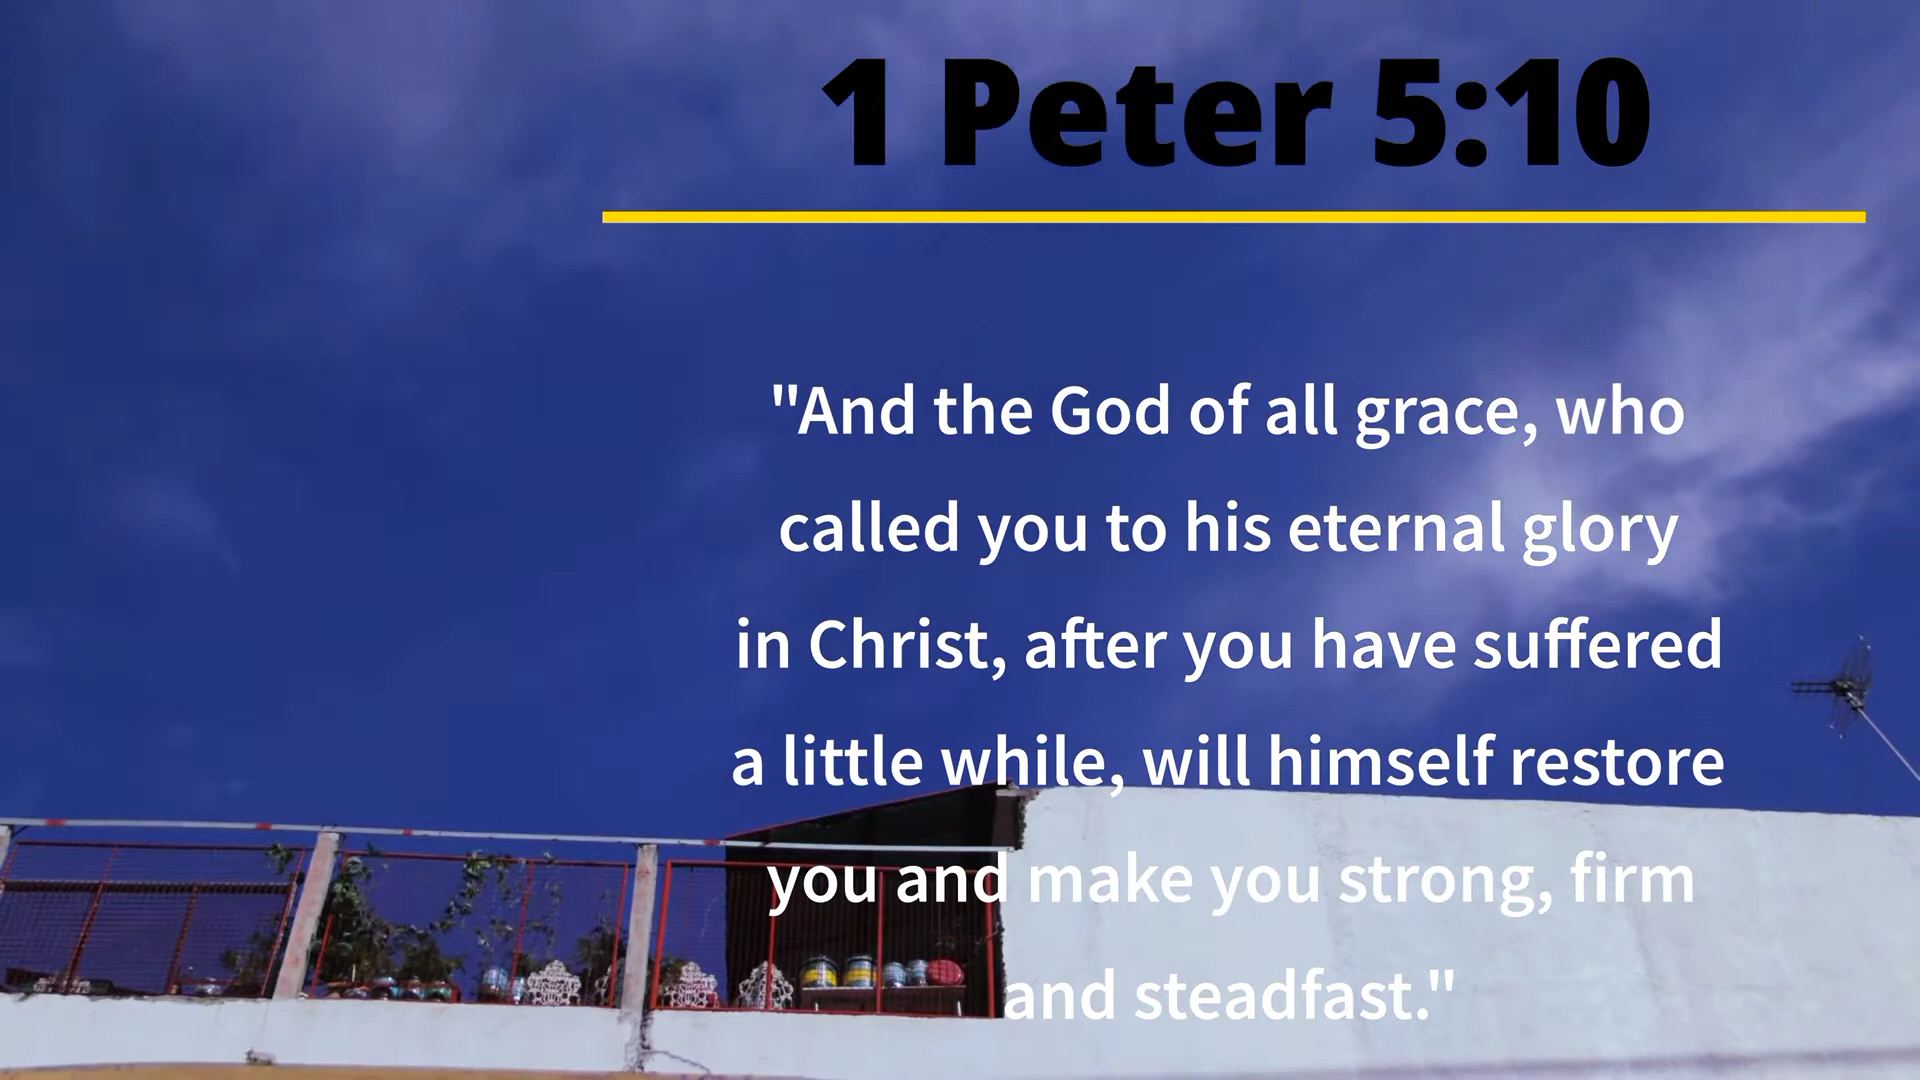 1 Peter 5:10
"And the God of all grace, who
called you to his eternal glory
in Christ, after you have suffered
a little while, will himself restore
you and make you strong, firm
and steadfast."